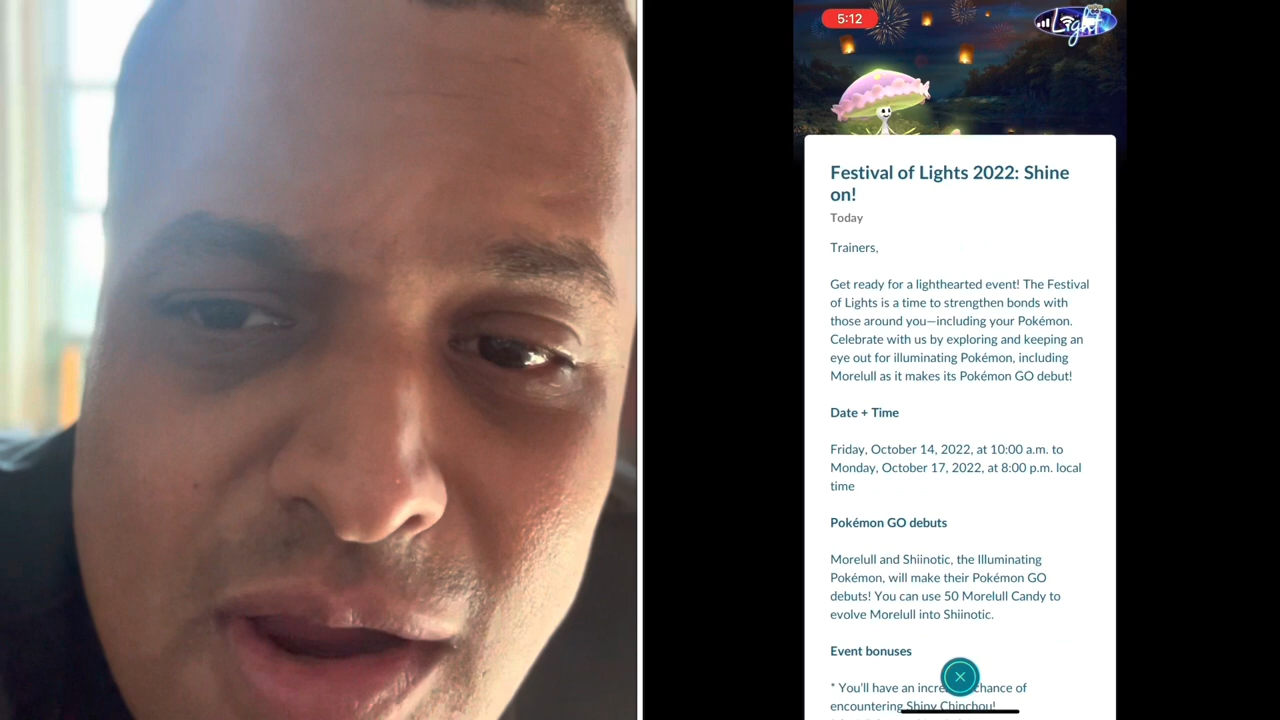 5:12
Light
Festival of Lights 2022: Shine
on!
Today
Trainers,
Get ready for a lighthearted event! The Festival
of Lights is a time to strengthen bonds with
those around you—including your Pokémon.
Celebrate with us by exploring and keeping an
eye out for illuminating Pokémon, including
Morelull as it makes its Pokémon GO debut!
Date + Time
Friday, October 14, 2022, at 10:00 a.m. to
Monday, October 17, 2022, at 8:00 p.m. local
time
Pokémon GO debuts
Morelull and Shiinotic, the Illuminating
Pokémon, will make their Pokémon GO
debuts! You can use 50 Morelull Candy to
evolve Morelull into Shiinotic.
Event bonuses
* You'll have an chance of
encountering Shiny Chinchou!